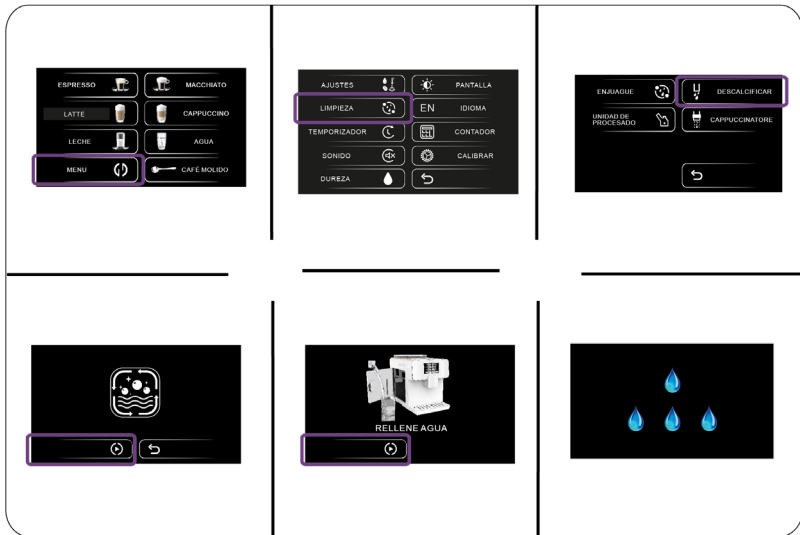 ESPRESSO
MACCHIATO
LATTE
CAPPUCCINO
LECHE
AGUA
MENU
CAFÉ MOLIDO
AJUSTES
PANTALLA
LIMPIEZA
EN IDIOMA
TEMPORIZADOR
CONTADOR
SONIDO
CALIBRAR
DUREZA
ENJUAGUE
DESCALCIFICAR
UNIDAD DE
PROCESADO
CAPPUCCINATORE
RELLENE AGUA